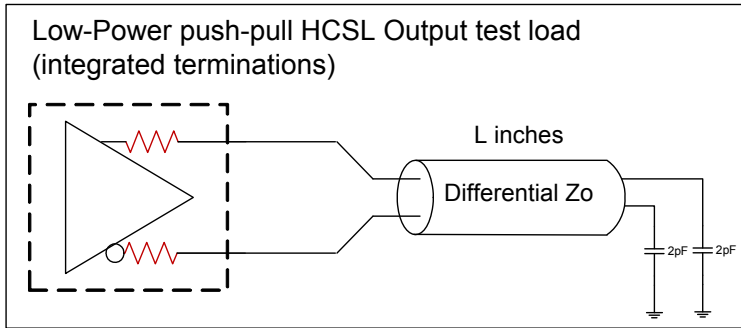 Low-Power push-pull HCSL Output test load
(integrated terminations)
L inches
Differential Zo
2pF
2pF